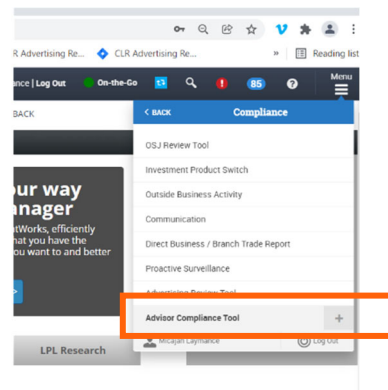 R Advertising Re...
CLR Advertising Re...
»
Reading list
ance | Log Out
On-the-Go
85
Menu
BACK
< BACK
Compliance
OSJ Review Tool
Investment Product Switch
Outside Business Activity
Communication
Direct Business / Branch Trade Report
Proactive Surveillance
Advertising Review Tool
Advisor Compliance Tool
+
Micajah Laymance
Log Out
ur way
anager
tWorks, efficiently
hat you have the
ou want to and better
LPL Research